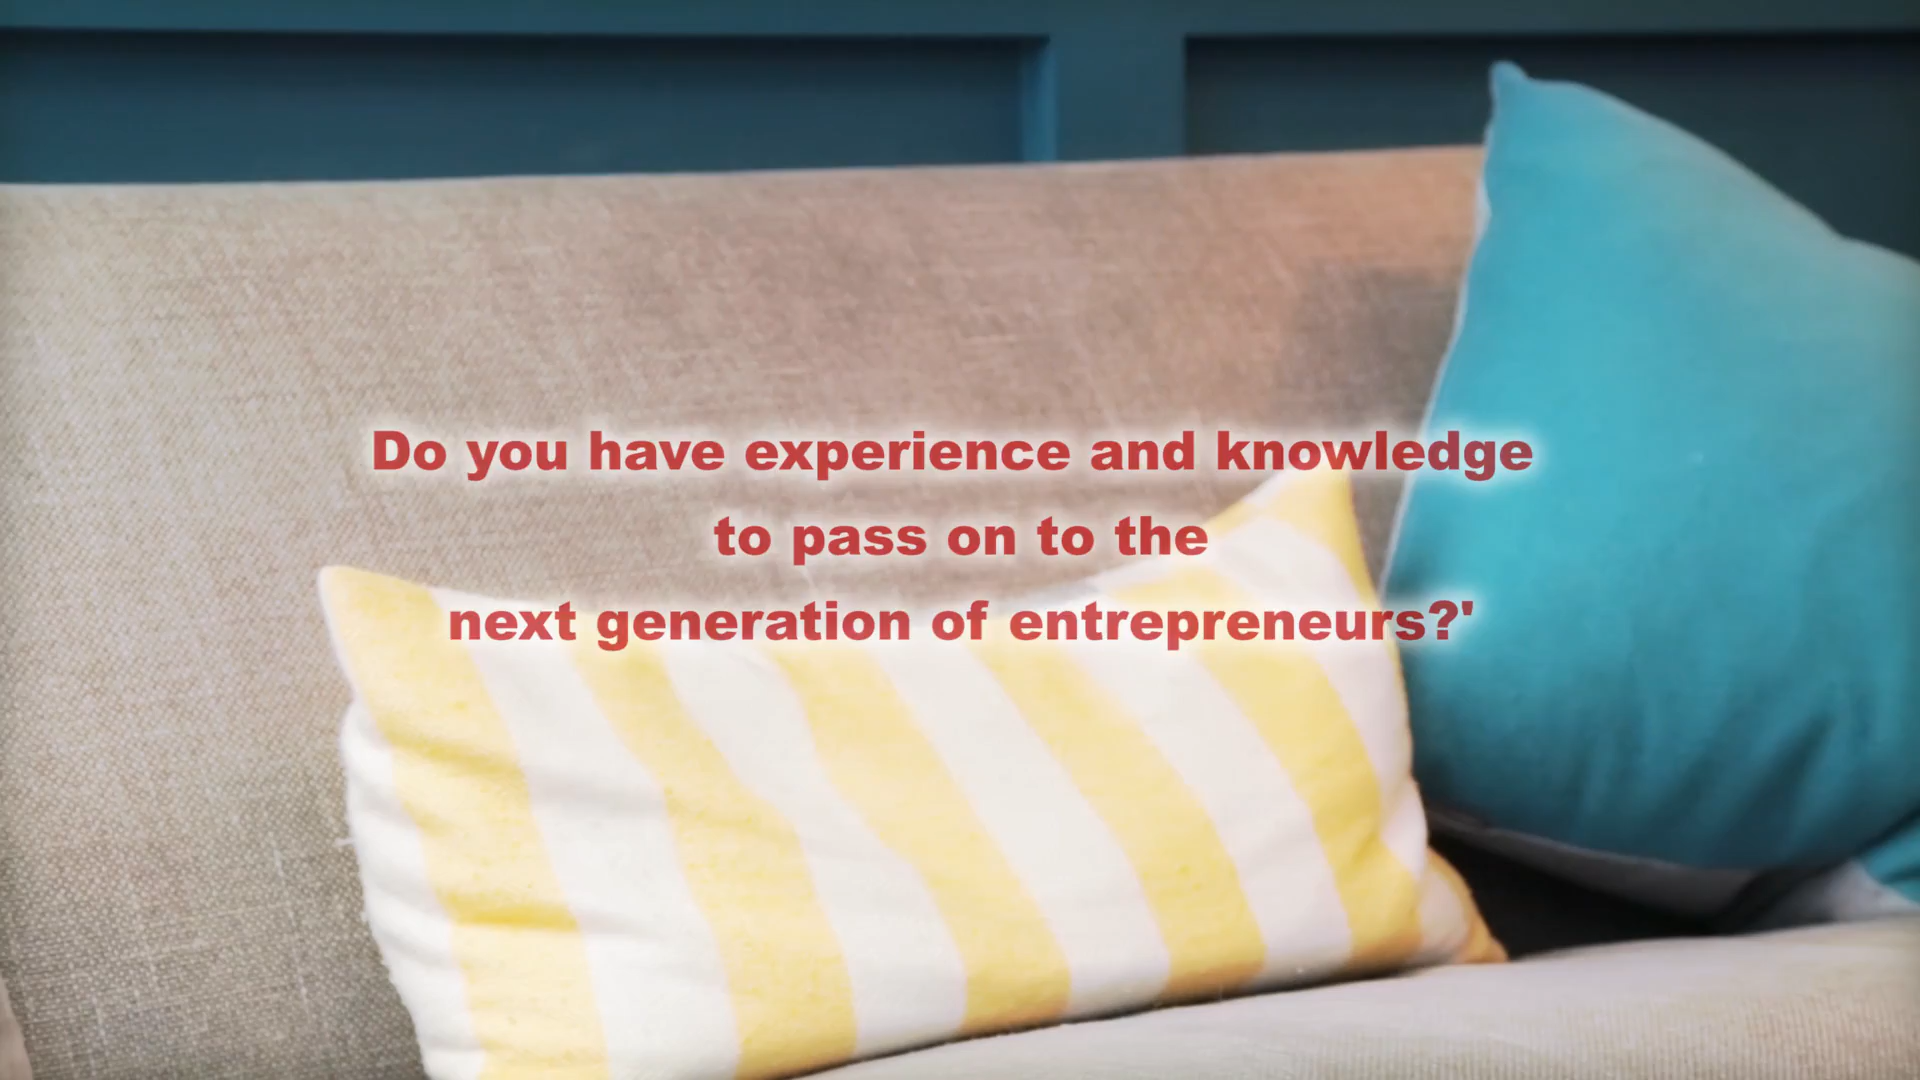 Do you have experience and knowledge
to pass on to the
next generation of entrepreneurs?'